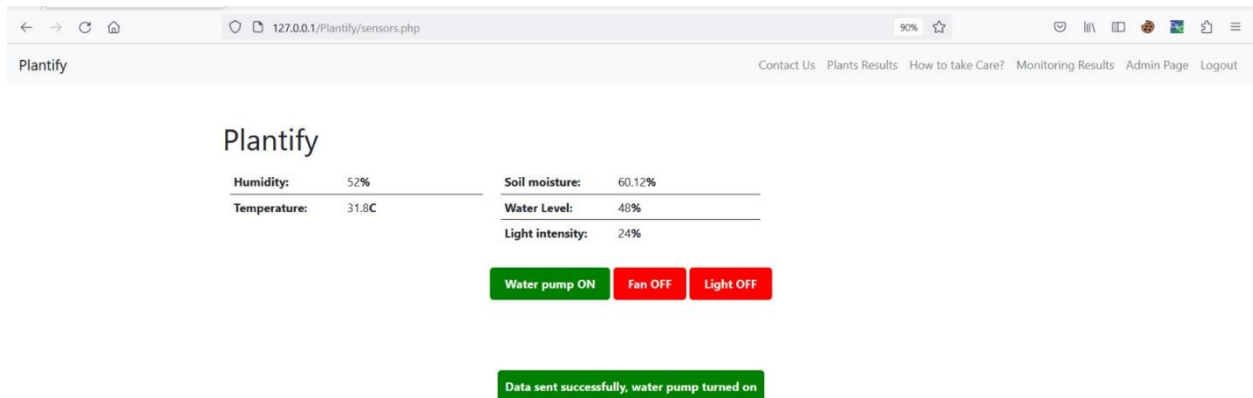 127.0.0.1/Plantify/sensors.php 90%
Plantify Contact Us Plants Results How to take Care? Monitoring Results Admin Page Logout
Plantify
Humidity: 52% Soil moisture: 60.12%
Temperature: 31.8C Water Level: 48%
Light intensity: 24%
Water pump ON Fan OFF Light OFF
Data sent successfully, water pump turned on